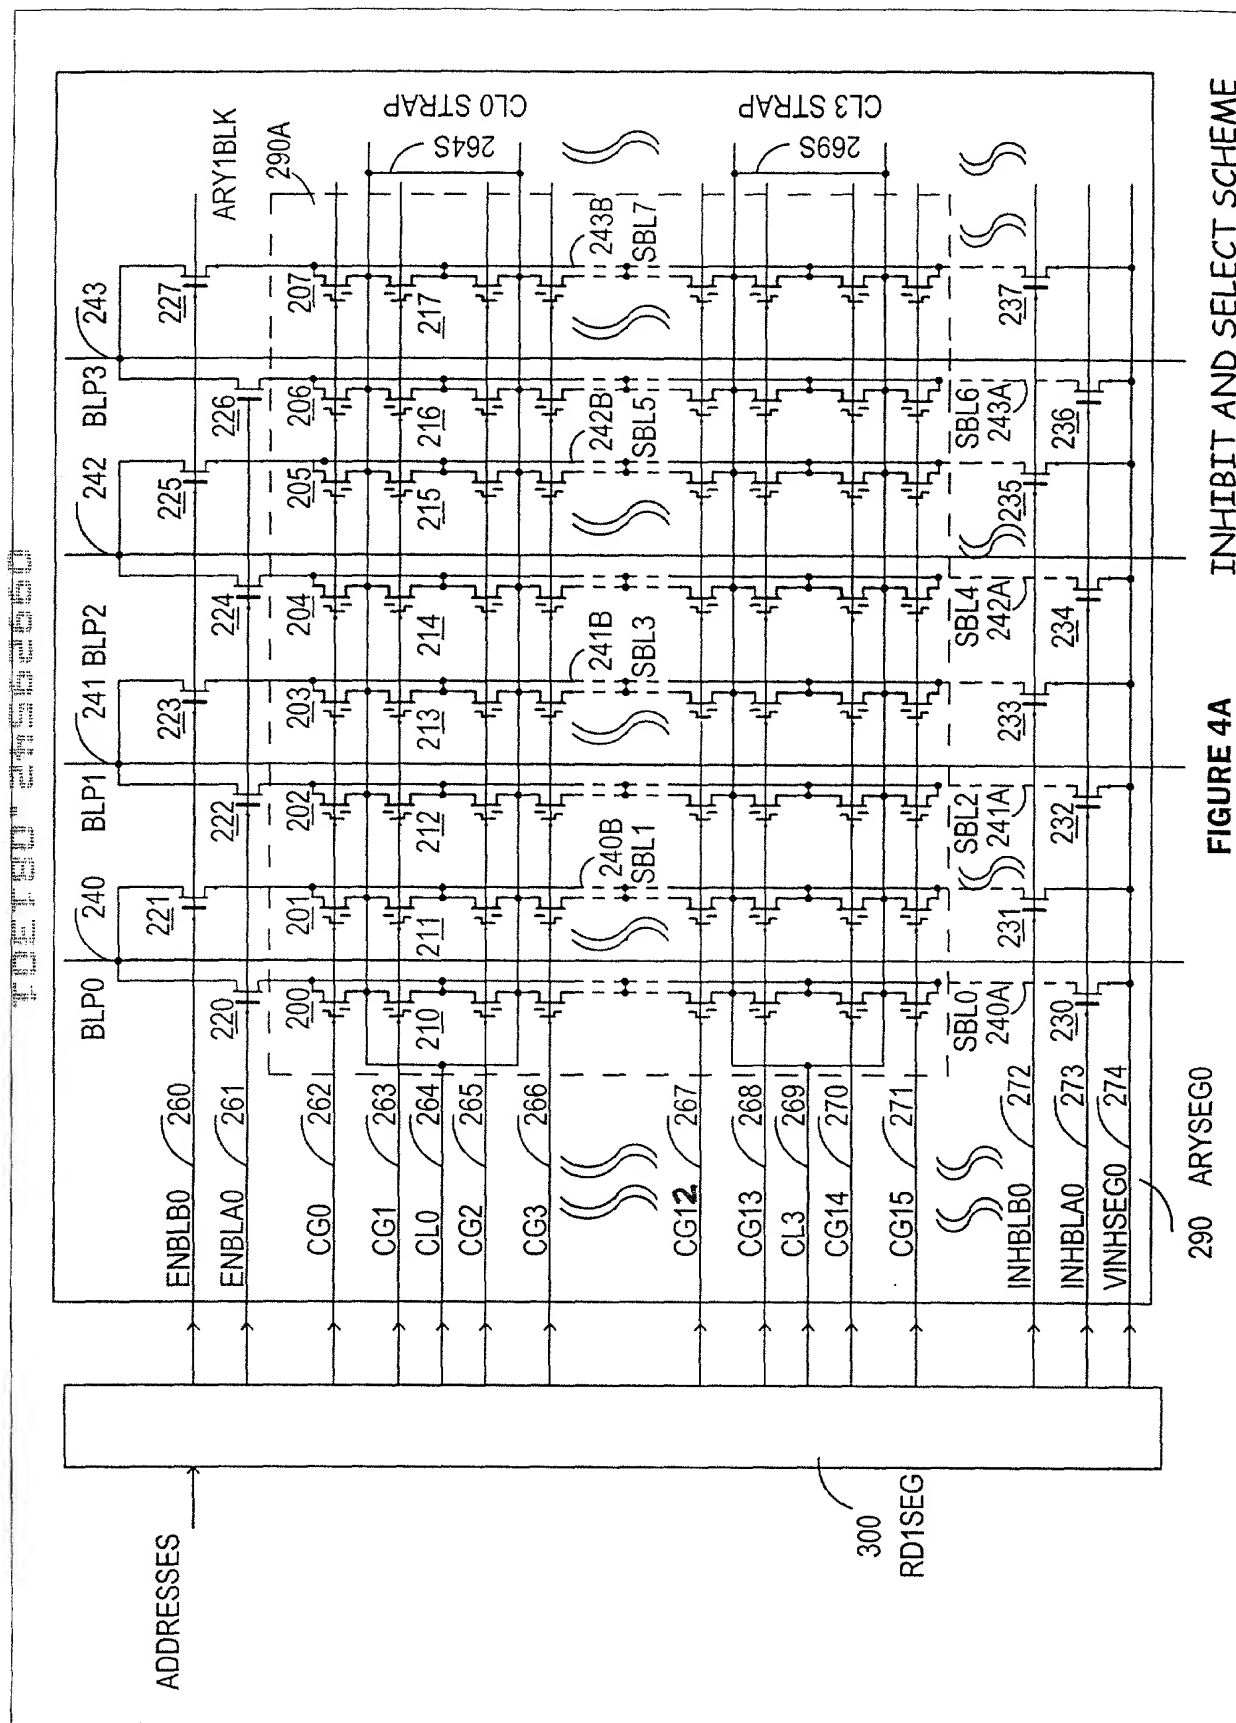 ADDRESSES
300
RD1SEG
ENBLB0 260
ENBLA0 261
CG0 262
CG1 263
CL0 264
CG2 265
CG3 266
CG12 267
CG13 268
CL3 269
CG14 270
CG15 271
INHBLB0 272
INHBLA0 273
VINHSEG0 274
290 ARYSEG0
BLP0 240 BLP1 241 BLP2 242 BLP3 243
221 223 225 227
220 222 224 226
ARY1BLK
290A
200 201 202 203 204 205 206 207
210 211 212 213 214 215 216 217
CL0 STRAP
264S
240B 241B 242B 243B
SBL1 SBL3 SBL5 SBL7
CL3 STRAP
269S
SBL0 SBL2 SBL4 SBL6
240A 241A 242A 243A
231 233 235 237
230 232 234 236
FIGURE 4A
INHIBIT AND SELECT SCHEME